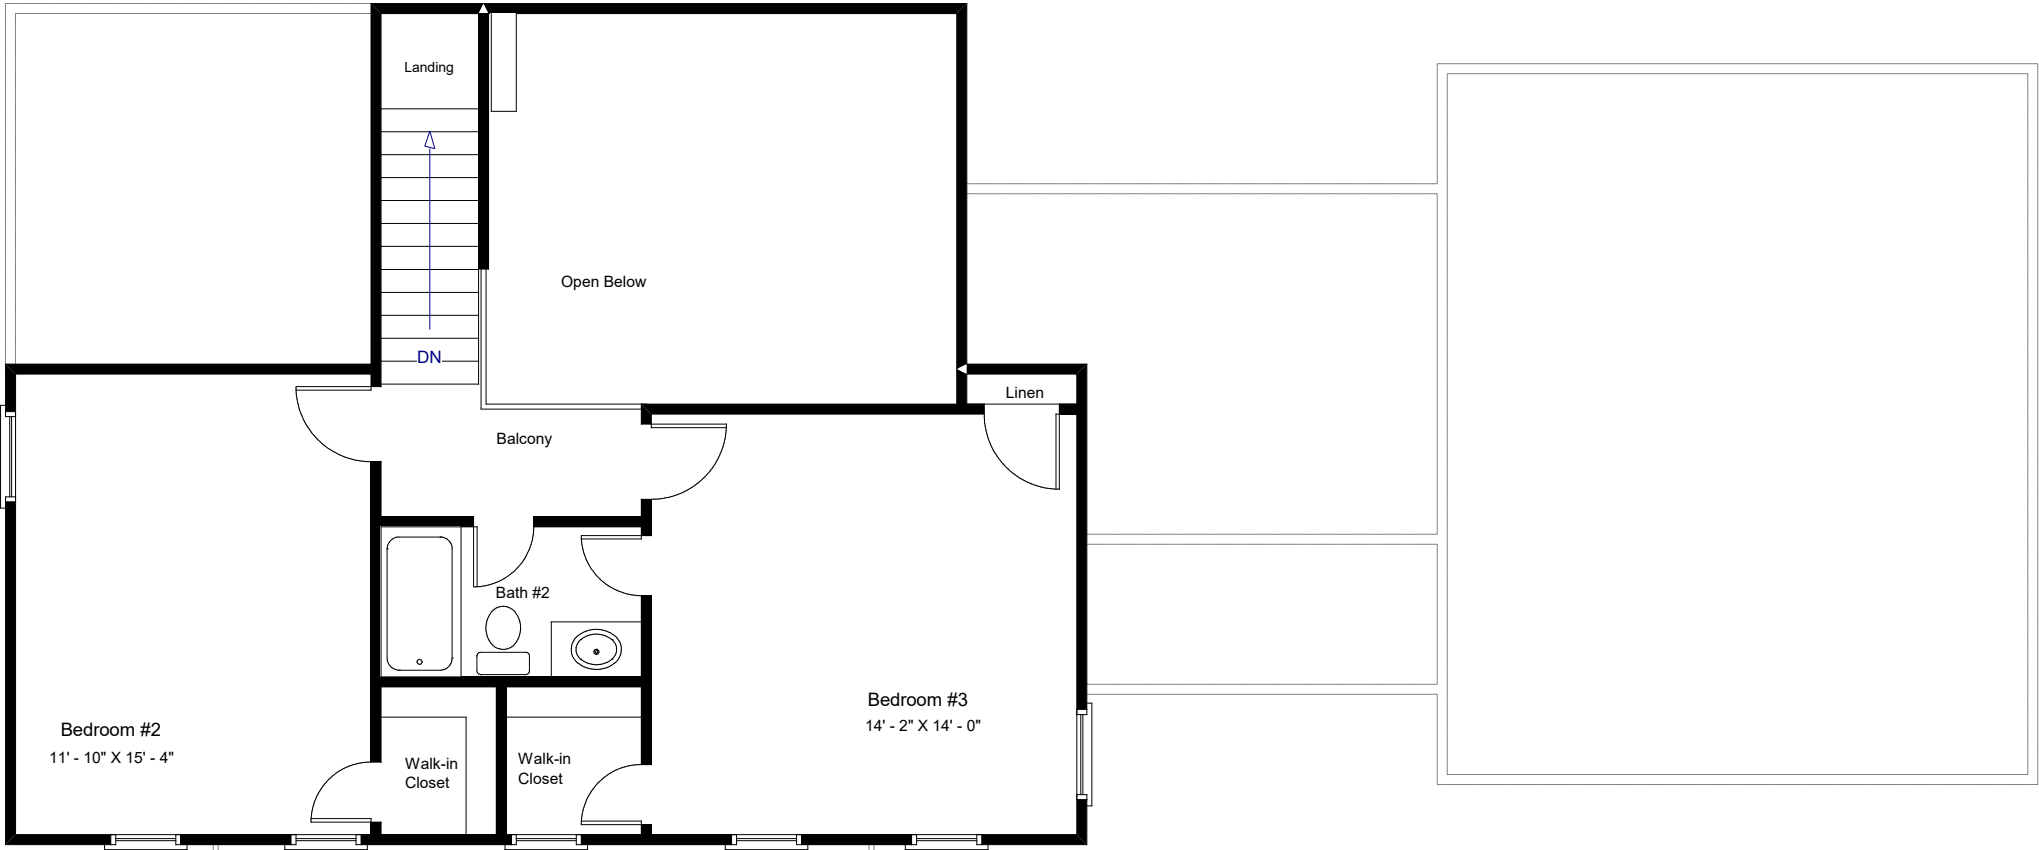 Landing
Open Below
DN
Linen
Balcony
Bath #2
Bedroom #3
14' - 2" X 14' - 0"
Bedroom #2
11' - 10" X 15' - 4"
Walk-in
Closet
Walk-in
Closet